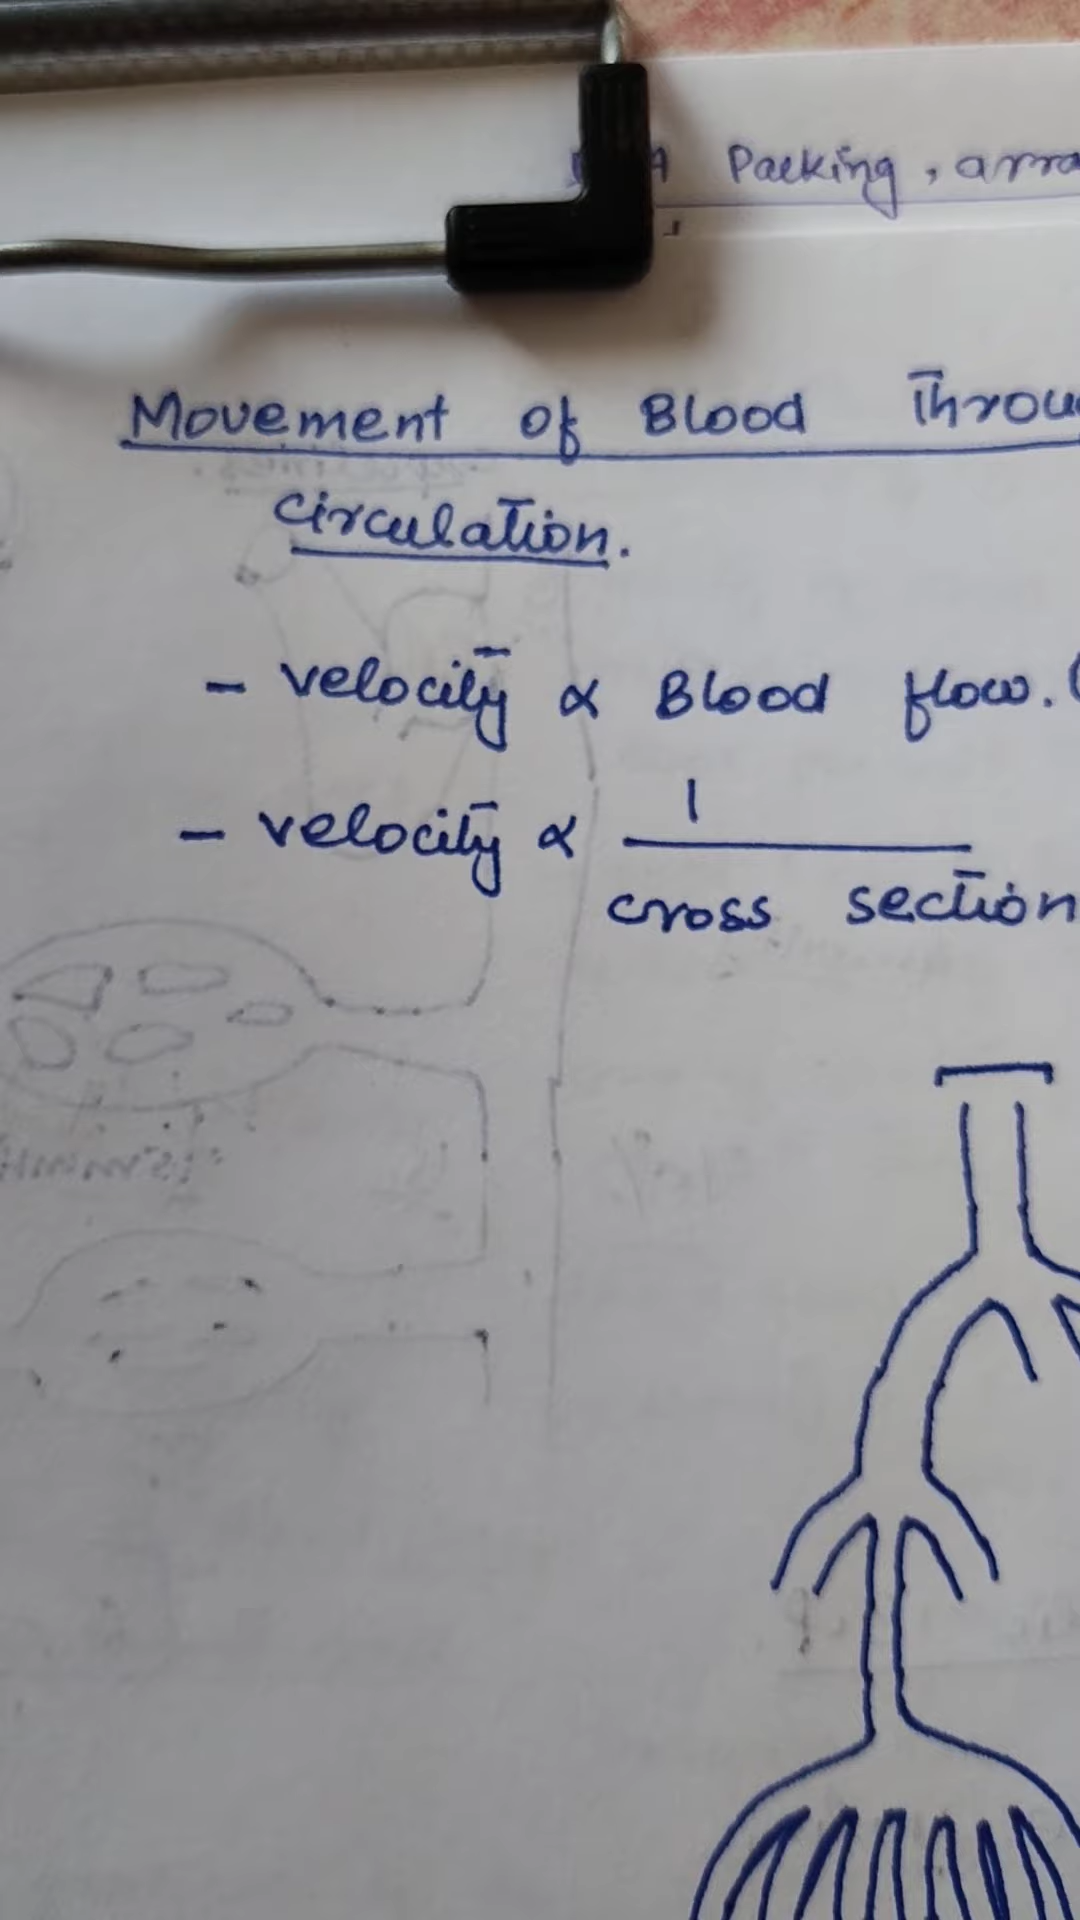 Packing, arra
Movement of Blood Throu
circulation.
- velocity ∝ Blood flow. (
- velocity ∝ 1
cross section